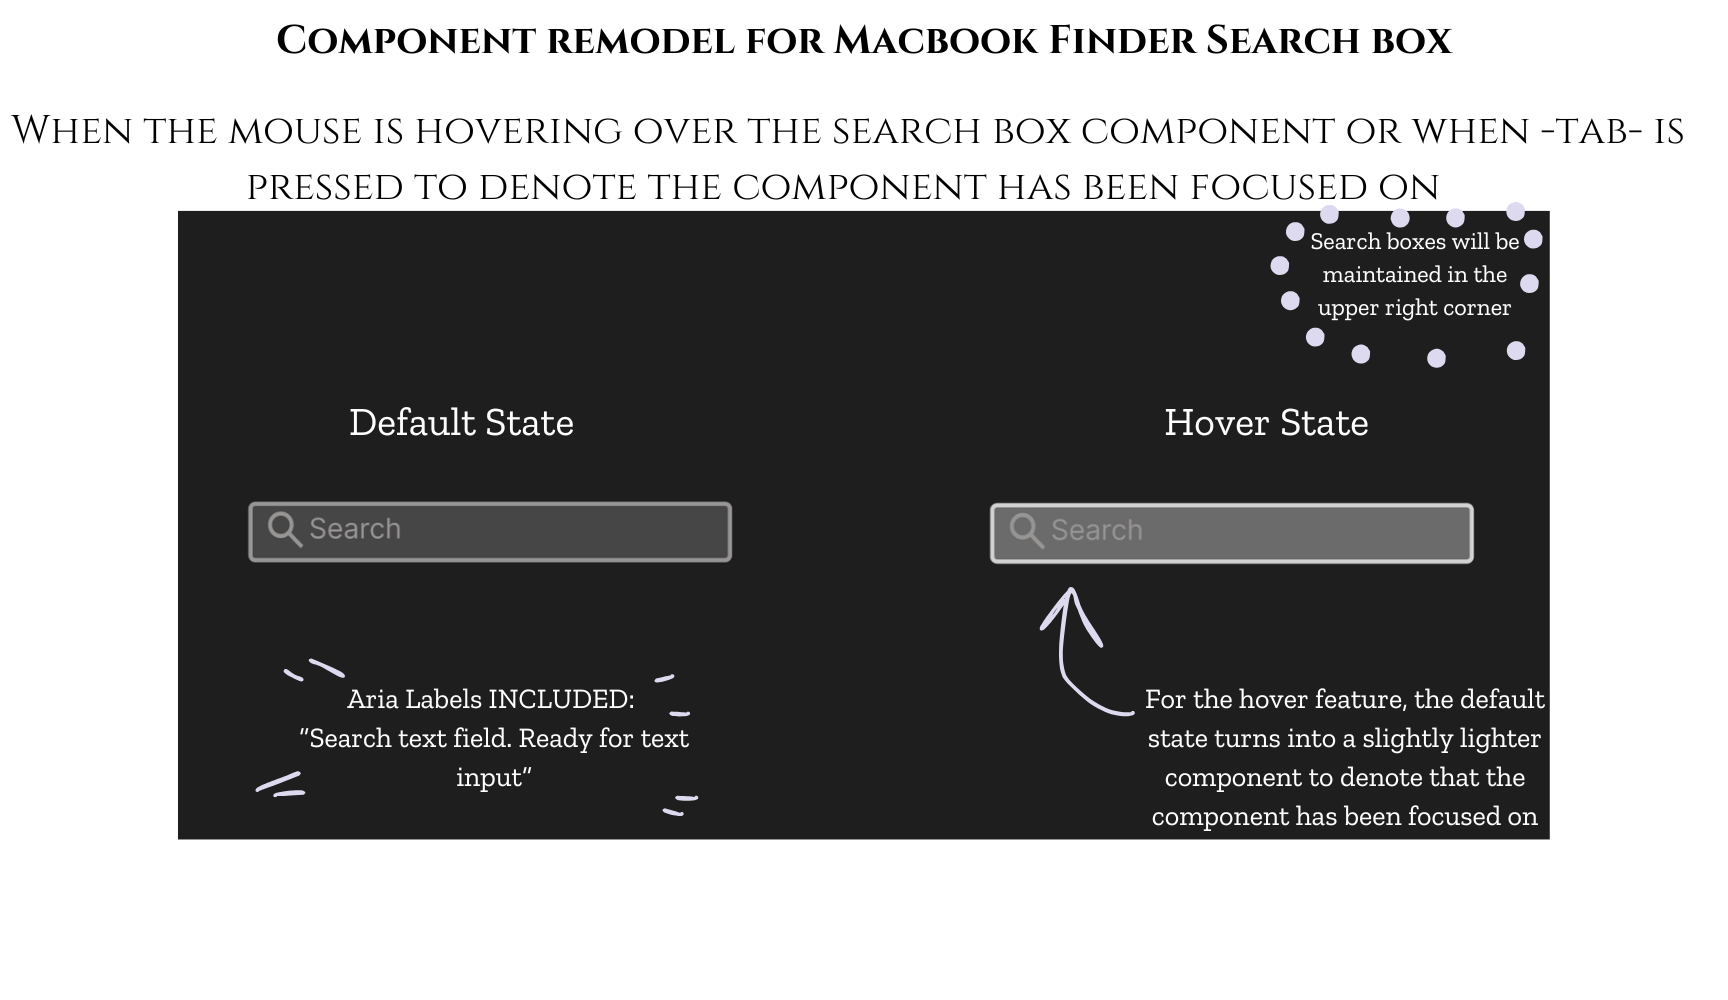 Component remodel for Macbook Finder Search box
When the mouse is hovering over the search box component or when -tab- is
pressed to denote the component has been focused on
Search boxes will be
maintained in the
upper right corner
Default State
Hover State
Search
Search
Aria Labels INCLUDED:
"Search text field. Ready for text
input"
For the hover feature, the default
state turns into a slightly lighter
component to denote that the
component has been focused on